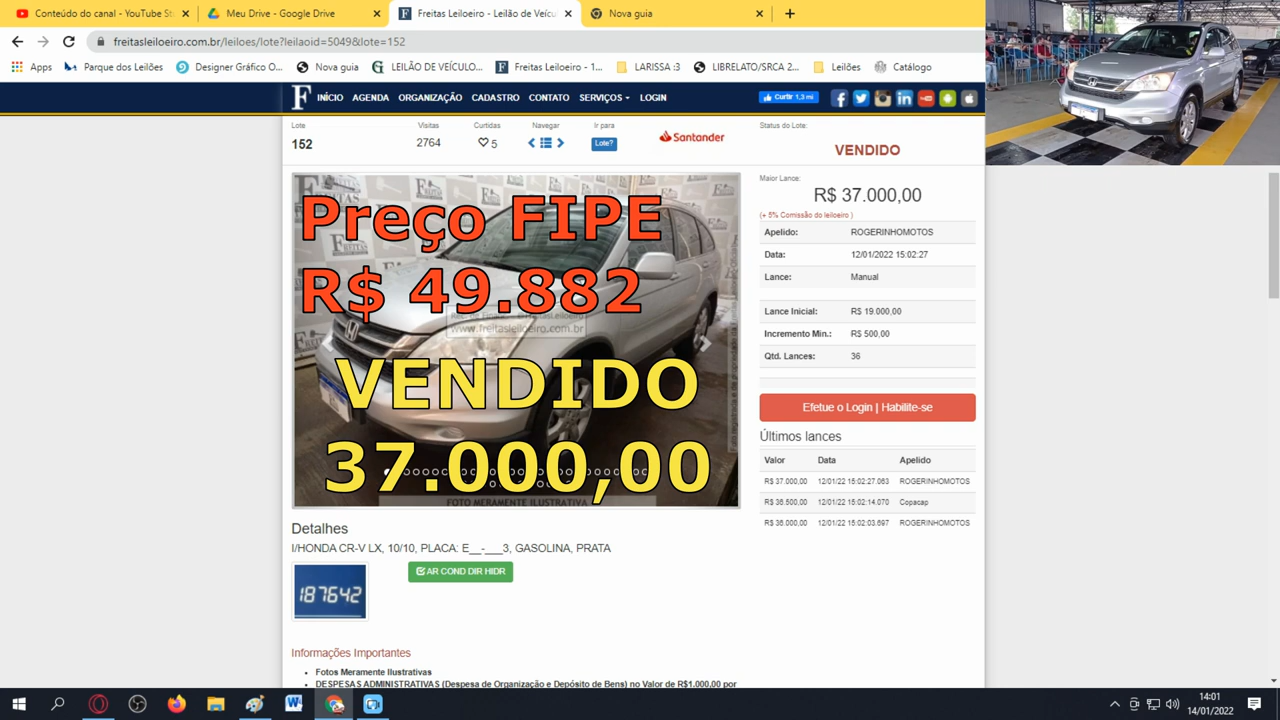 Conteúdo do canal - YouTube St
Meu Drive - Google Drive
Freitas Leiloeiro - Leilão de Veícu
Nova guia
freitasleiloeiro.com.br/leiloes/lote?leilaoid=5049&lote=152
Apps
Parque dos Leilões
Designer Gráfico O...
Nova guia
LEILÃO DE VEÍCULO...
Freitas Leiloeiro - 1...
LARISSA :3
LIBRELATO/SRCA 2...
Leilões
Catálogo
INÍCIO AGENDA ORGANIZAÇÃO CADASTRO CONTATO SERVIÇOS LOGIN
Curtir 1,3 mi
Lote
152
Visitas
2764
Curtidas
5
Navegar
Ir para
Lote?
Santander
Status do Lote:
VENDIDO
Maior Lance:
R$ 37.000,00
(+ 5% Comissão do leiloeiro )
Apelido: ROGERINHOMOTOS
Data: 12/01/2022 15:02:27
Lance: Manual
Lance Inicial: R$ 19.000,00
Incremento Min.: R$ 500,00
Qtd. Lances: 36
Efetue o Login | Habilite-se
Últimos lances
Valor Data Apelido
R$ 37.000,00 12/01/22 15:02:27.063 ROGERINHOMOTOS
R$ 36.500,00 12/01/22 15:02:14.070 Copacap
R$ 36.000,00 12/01/22 15:02:03.697 ROGERINHOMOTOS
Preço FIPE
R$ 49.882
www.freitasleiloeiro.com.br
VENDIDO
37.000,00
FOTO MERAMENTE ILUSTRATIVA
Detalhes
I/HONDA CR-V LX, 10/10, PLACA: E__-___3, GASOLINA, PRATA
187642
AR COND DIR HIDR
Informações Importantes
Fotos Meramente Ilustrativas
DESPESAS ADMINISTRATIVAS (Despesa de Organização e Depósito de Bens) no Valor de R$1.000,00 por
14:01
14/01/2022